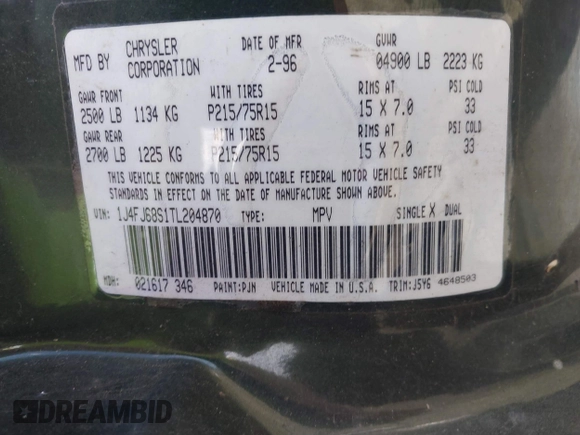 MFD BY CHRYSLER CORPORATION DATE OF MFR 2-96 GVWR 04900 LB 2223 KG
GAWR FRONT WITH TIRES RIMS AT PSI COLD
2500 LB 1134 KG P215/75R15 15 X 7.0 33
GAWR REAR WITH TIRES RIMS AT PSI COLD
2700 LB 1225 KG P215/75R15 15 X 7.0 33
THIS VEHICLE CONFORMS TO ALL APPLICABLE FEDERAL MOTOR VEHICLE SAFETY
STANDARDS IN EFFECT ON THE DATE OF MANUFACTURE SHOWN ABOVE.
VIN: 1J4FJ68S1TL204870 TYPE: MPV SINGLE X DUAL
MDH: 021617 346 PAINT:PJN VEHICLE MADE IN U.S.A. TRIM:J5Y6 4648503
DREAMBID